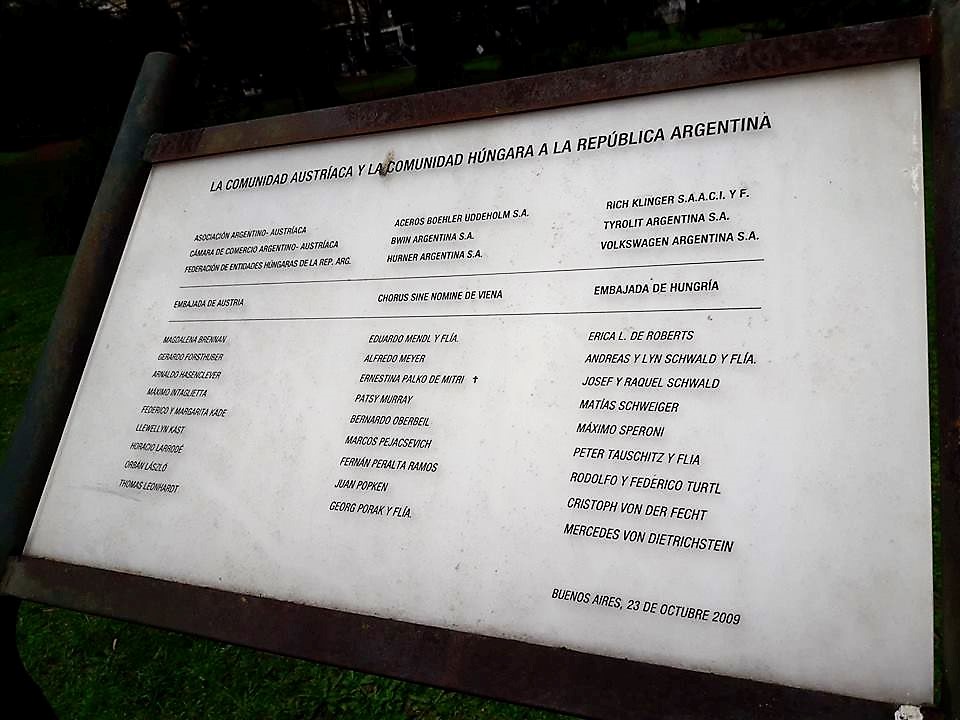 LA COMUNIDAD AUSTRÍACA Y LA COMUNIDAD HÚNGARA A LA REPÚBLICA ARGENTINA
ASOCIACIÓN ARGENTINO- AUSTRÍACA
CÁMARA DE COMERCIO ARGENTINO- AUSTRÍACA
FEDERACIÓN DE ENTIDADES HÚNGARAS DE LA REP. ARG.
ACEROS BOEHLER UDDEHOLM S.A.
BWIN ARGENTINA S.A.
HURNER ARGENTINA S.A.
RICH KLINGER S.A.A.C.I. Y F.
TYROLIT ARGENTINA S.A.
VOLKSWAGEN ARGENTINA S.A.
EMBAJADA DE AUSTRIA
CHORUS SINE NOMINE DE VIENA
EMBAJADA DE HUNGRÍA
MAGDALENA BRENNAN
GERARDO FORSTHUBER
ARNALDO HASENCLEVER
MÁXIMO INTAGLIETTA
FEDERICO Y MARGARITA KADE
LLEWELLYN KAST
HORACIO LARRODÉ
ORBÁN LÁSZLÓ
THOMAS LEONHARDT
EDUARDO MENDL Y FLÍA.
ALFREDO MEYER
ERNESTINA PALKO DE MITRI †
PATSY MURRAY
BERNARDO OBERBEIL
MARCOS PEJACSEVICH
FERNÁN PERALTA RAMOS
JUAN POPKEN
GEORG PORAK Y FLÍA.
ERICA L. DE ROBERTS
ANDREAS Y LYN SCHWALD Y FLÍA.
JOSEF Y RAQUEL SCHWALD
MATÍAS SCHWEIGER
MÁXIMO SPERONI
PETER TAUSCHITZ Y FLIA
RODOLFO Y FEDERICO TURTL
CRISTOPH VON DER FECHT
MERCEDES VON DIETRICHSTEIN
BUENOS AIRES, 23 DE OCTUBRE 2009